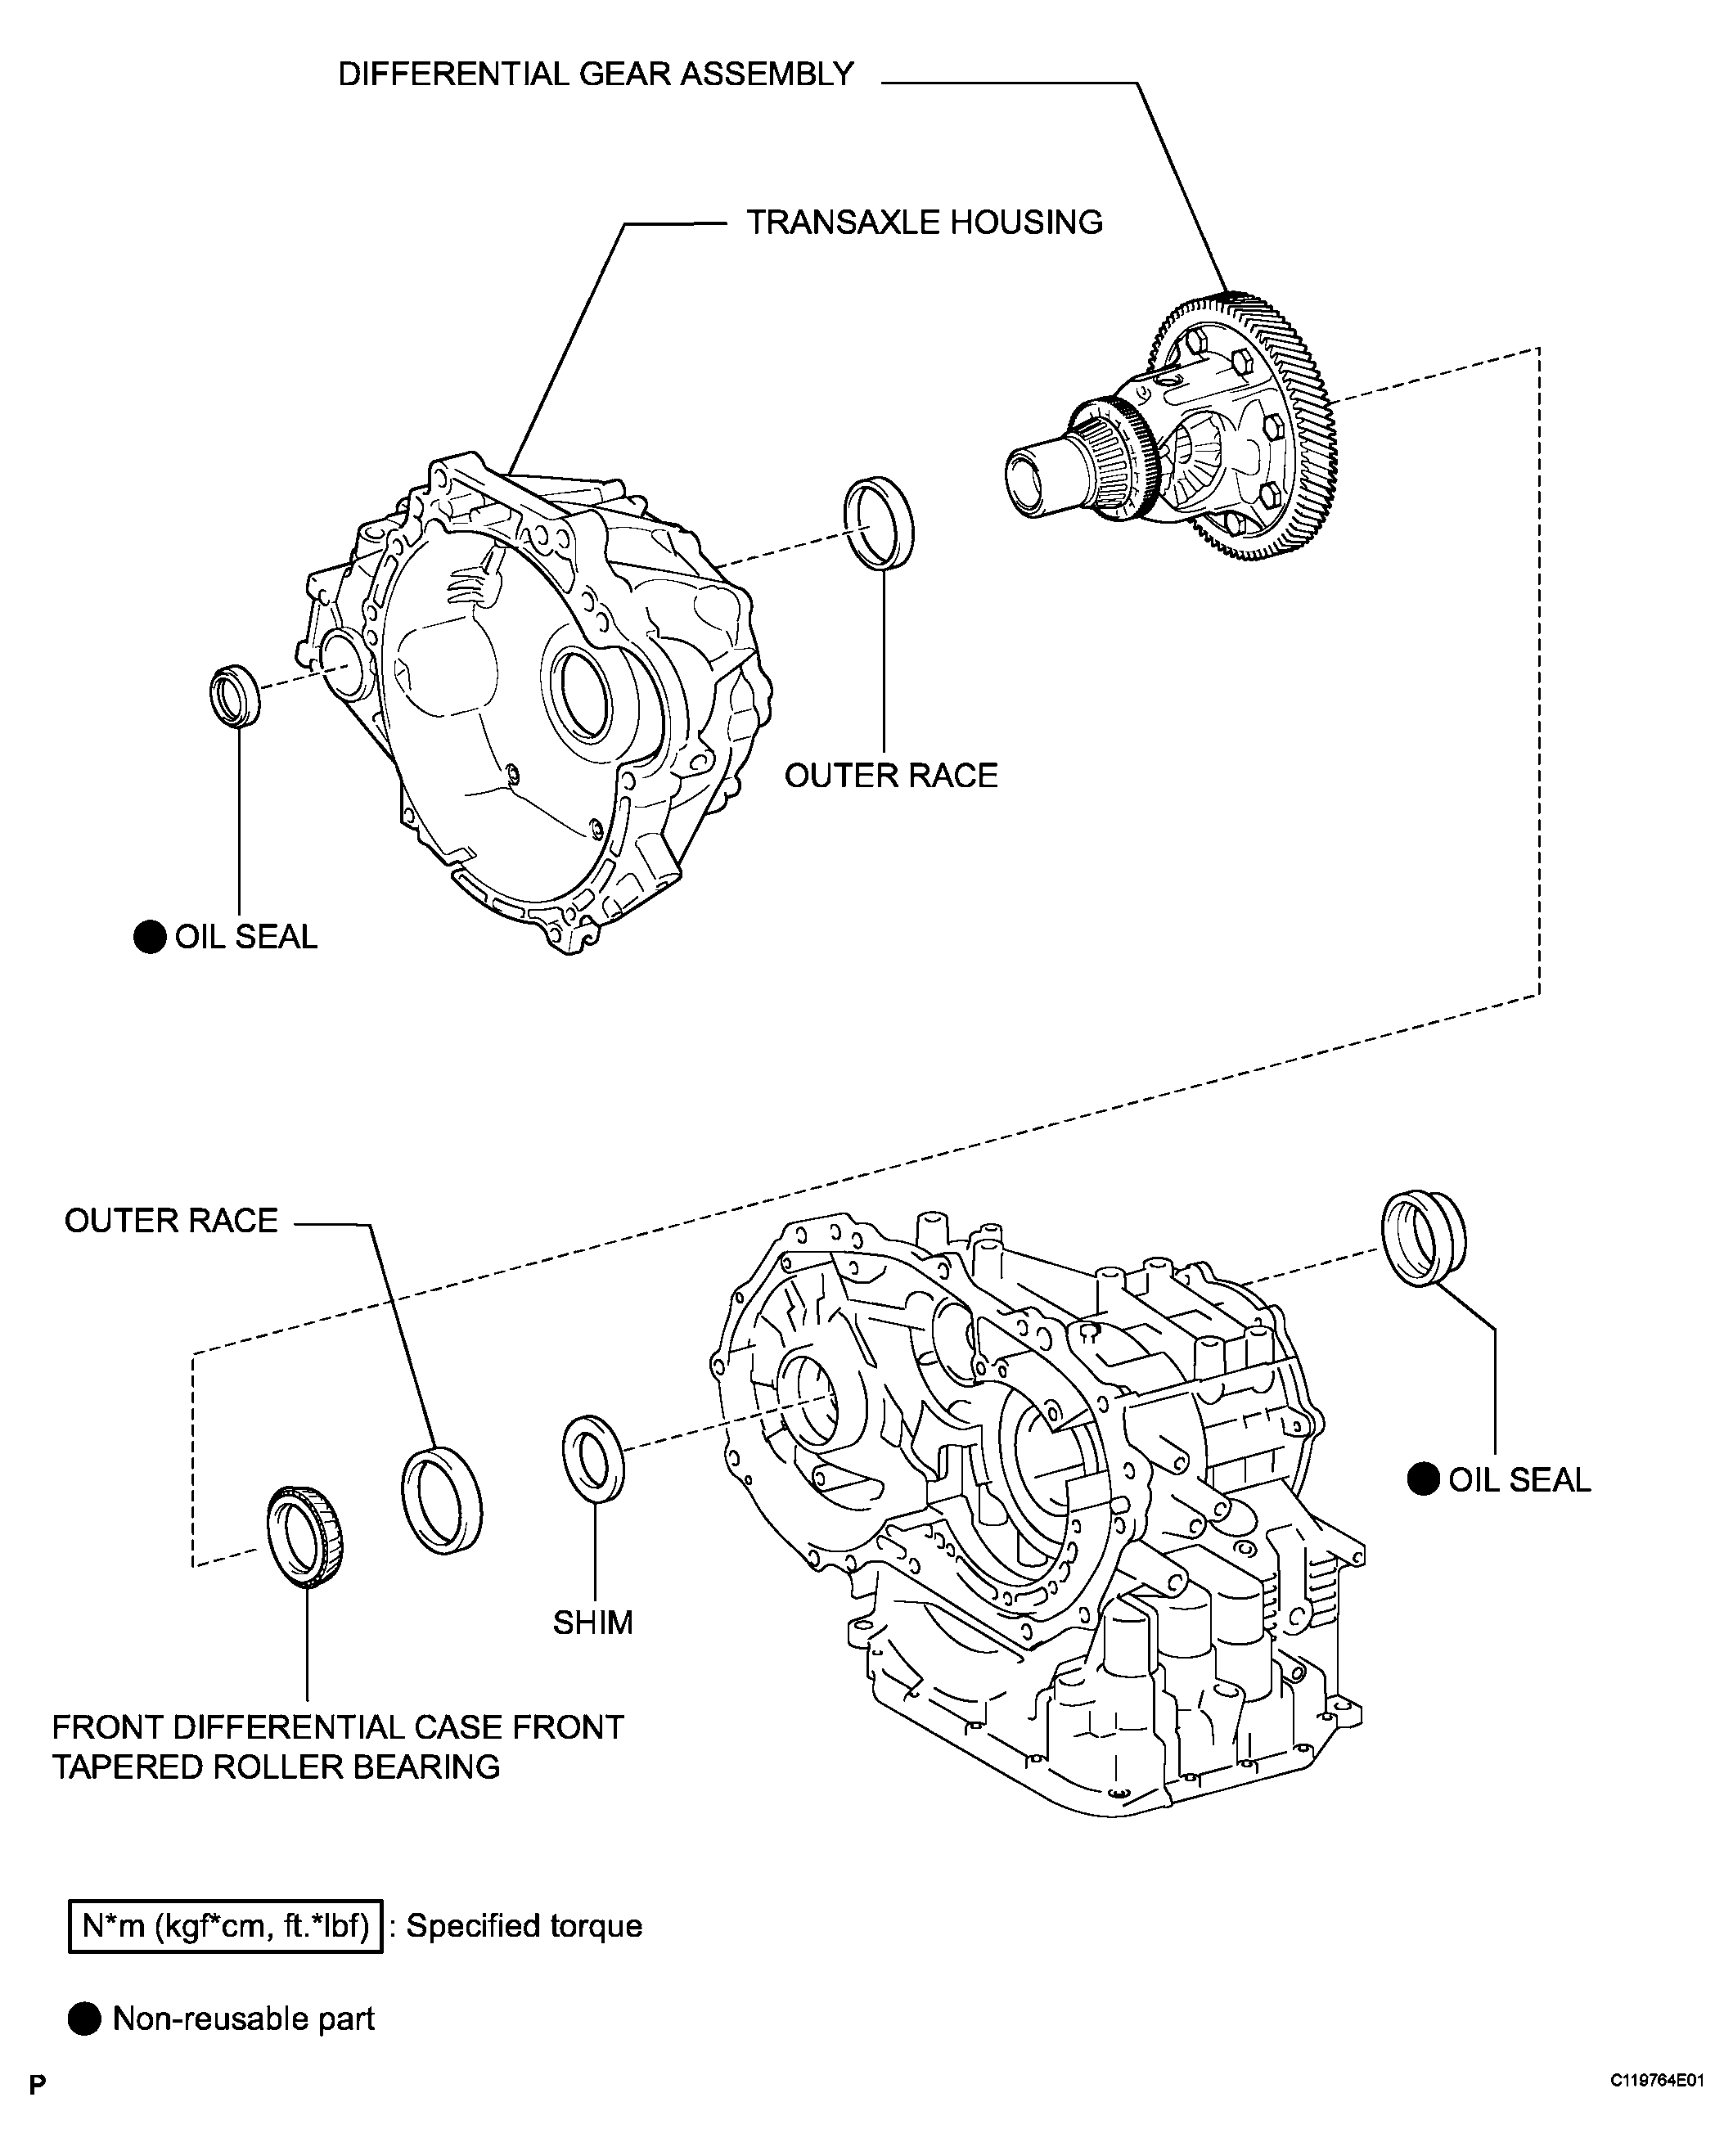 DIFFERENTIAL GEAR ASSEMBLY
TRANSAXLE HOUSING
OUTER RACE
OIL SEAL
OUTER RACE
OIL SEAL
SHIM
FRONT DIFFERENTIAL CASE FRONT
TAPERED ROLLER BEARING
N*m (kgf*cm, ft.*lbf) : Specified torque
Non-reusable part
P
C119764E01